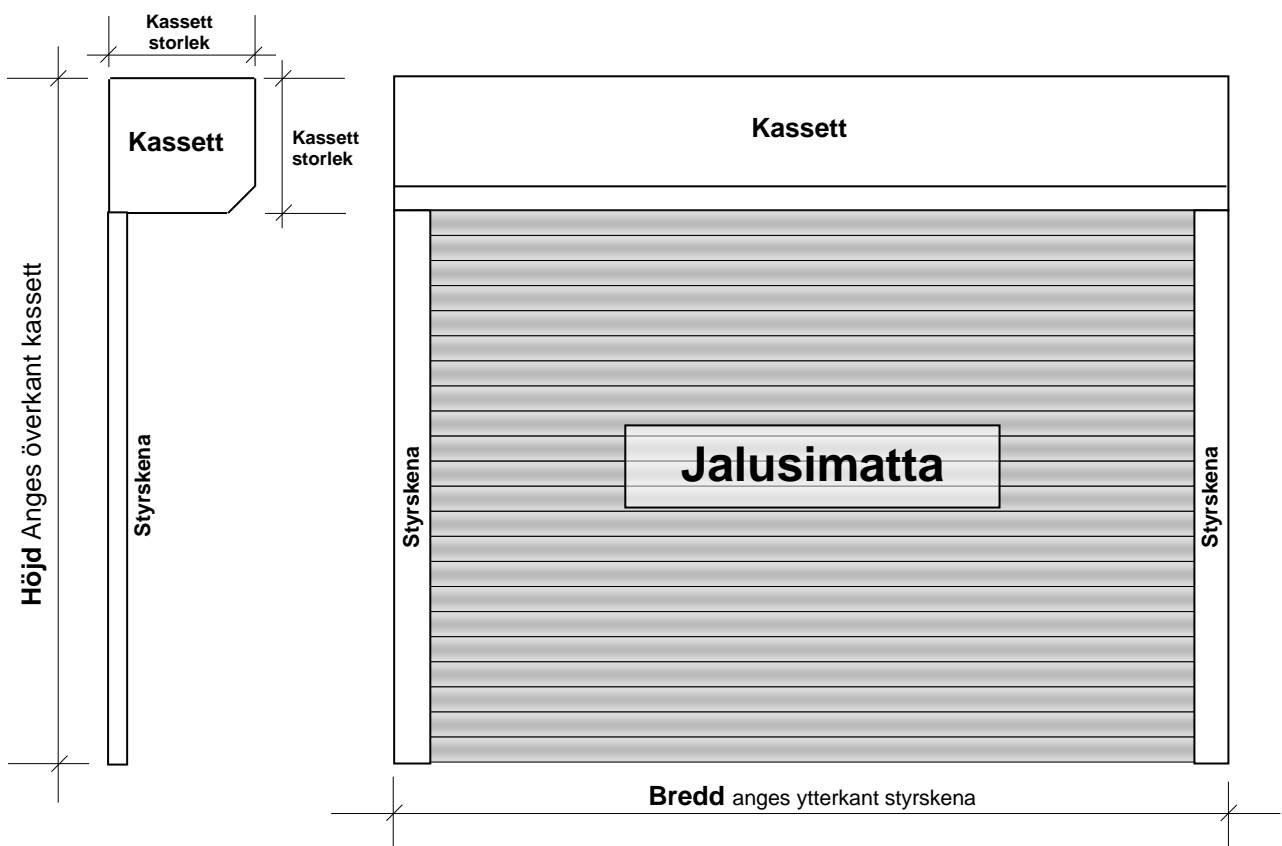 Kassett
storlek
Kassett
Kassett
storlek
Kassett
Höjd Anges överkant kassett
Styrskena
Styrskena
Jalusimatta
Styrskena
Bredd anges ytterkant styrskena